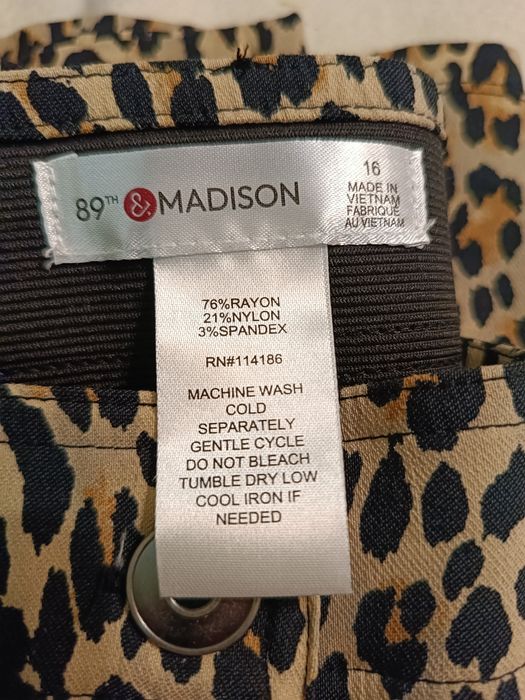 89TH & MADISON
16
MADE IN
VIETNAM
FABRIQUÉ
AU VIETNAM
76%RAYON
21%NYLON
3%SPANDEX
RN#114186
MACHINE WASH
COLD
SEPARATELY
GENTLE CYCLE
DO NOT BLEACH
TUMBLE DRY LOW
COOL IRON IF
NEEDED